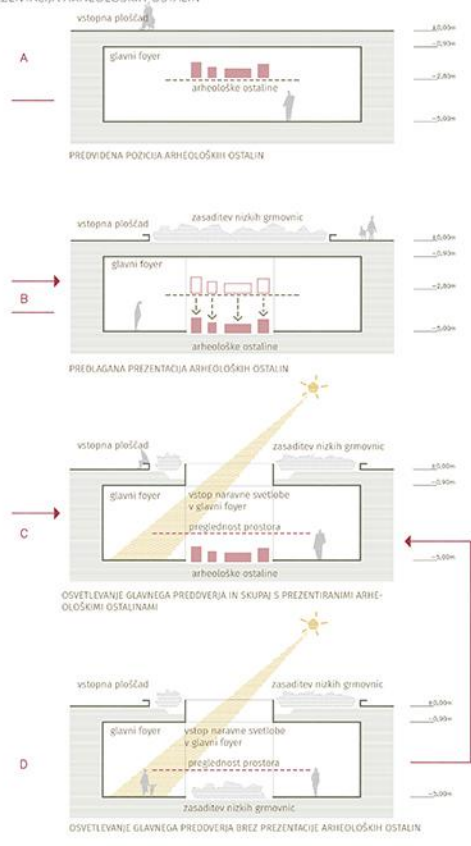 PREZENTACIJA ARHEOLOŠKIH OSTALIN
vstopna ploščad
±0,00m
A
glavni foyer
-0,90m
-2,80m
arheološke ostaline
-5,00m
PREDVIDENA POZICIJA ARHEOLOŠKIH OSTALIN
zasaditev nizkih grmovnic
vstopna ploščad
±0,00m
glavni foyer
-0,90m
-2,80m
B
-5,00m
arheološke ostaline
PREDLAGANA PREZENTACIJA ARHEOLOŠKIH OSTALIN
vstopna ploščad
zasaditev nizkih grmovnic
±0,00m
-0,90m
glavni foyer
vstop naravne svetlobe
v glavni foyer
C
preglednost prostora
-5,00m
arheološke ostaline
OSVETLEVANJE GLAVNEGA PREDDVERJA IN SKUPAJ S PREZENTIRANIMI ARHE-
OLOŠKIMI OSTALINAMI
vstopna ploščad
zasaditev nizkih grmovnic
±0,00m
-0,90m
glavni foyer
vstop naravne svetlobe
v glavni foyer
D
preglednost prostora
-5,00m
zasaditev nizkih grmovnic
OSVETLEVANJE GLAVNEGA PREDDVERJA BREZ PREZENTACIJE ARHEOLOŠKIH OSTALIN